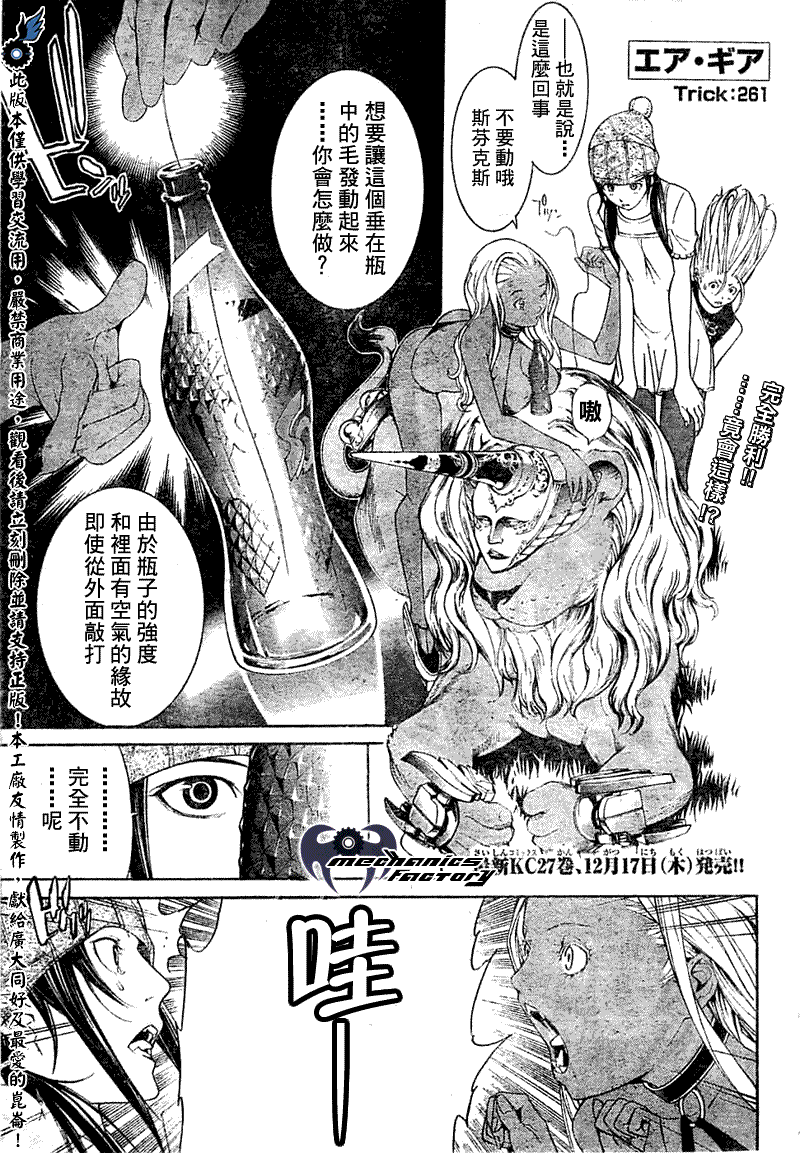 エア・ギア
Trick:261
──也就是說……
是這麼回事
不要動哦
斯芬克斯
完全勝利!!
……竟會這樣!?
嗷
想要讓這個垂在瓶
中的毛發動起來
……你會怎麼做?
由於瓶子的強度
和裡面有空氣的緣故
即使從外面敲打
………
完全不動
……呢
新KC27巻、12月17日(木)発売!!
mechanics
factory
哇──
此版本僅供學習交流用,嚴禁商業用途,觀看後請立刻刪除並請支持正版!本工廠友情製作,獻給廣大同好及最愛的崑崙!